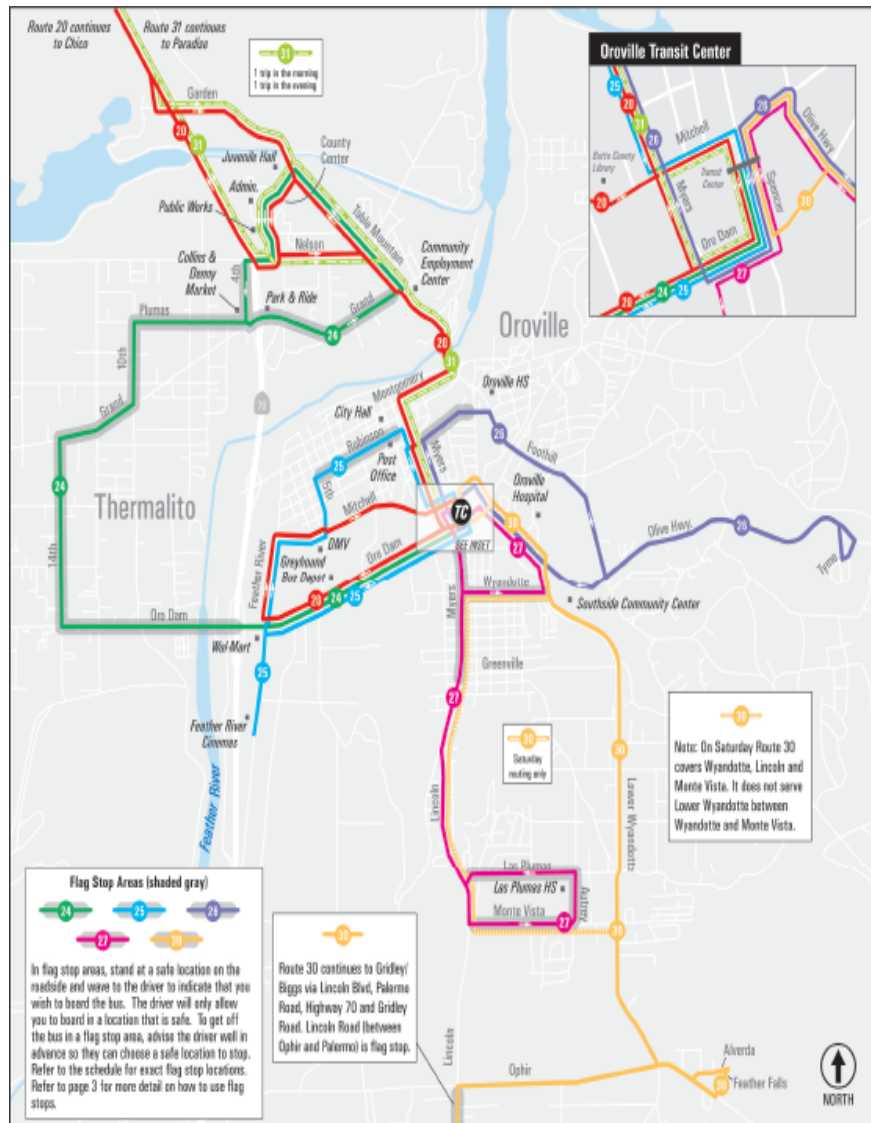 Route 20 continues
to Chico
Route 31 continues
to Paradise
31
1 trip in the morning
1 trip in the evening
Oroville Transit Center
25
20
31
26
Mitchell
26
Olive Hwy.
Butte County
Library
Transit
Center
Spencer
Myers
30
20
Oro Dam
27
20
24
25
Garden
20
31
County
Center
Juvenile Hall
Admin.
Public Works
Table Mountain
Nelson
Collins &
Denny
Market
4th
Community
Employment
Center
Park & Ride
Plumas
Grand
24
10th
Oroville
20
31
Grand
70
Montgomery
Oroville HS
City Hall
Robinson
Myers
26
Foothill
Post
Office
25
24
Thermalito
5th
Mitchell
Oroville
Hospital
TC
30
Olive Hwy.
26
Tyme
14th
Feather River
DMV
Oro Dam
SEE INSET
27
Greyhound
Bus Depot
20
24
25
Wyandotte
Southside Community Center
Oro Dam
Wal-Mart
Myers
25
Greenville
27
Feather River
Cinemas
30
Saturday
routing only
30
30
Note: On Saturday Route 30
covers Wyandotte, Lincoln and
Monte Vista. It does not serve
Lower Wyandotte between
Wyandotte and Monte Vista.
Feather River
Lincoln
Lower Wyandotte
Las Plumas
Las Plumas HS
Autrey
Monte Vista
27
30
Flag Stop Areas (shaded gray)
24
25
26
27
30
In flag stop areas, stand at a safe location on the
roadside and wave to the driver to indicate that you
wish to board the bus. The driver will only allow
you to board in a location that is safe. To get off
the bus in a flag stop area, advise the driver well in
advance so they can choose a safe location to stop.
Refer to the schedule for exact flag stop locations.
Refer to page 3 for more detail on how to use flag
stops.
30
Route 30 continues to Gridley/
Biggs via Lincoln Blvd, Palermo
Road, Highway 70 and Gridley
Road. Lincoln Road (between
Ophir and Palermo) is flag stop.
Lincoln
Ophir
Alverda
30
Feather Falls
NORTH